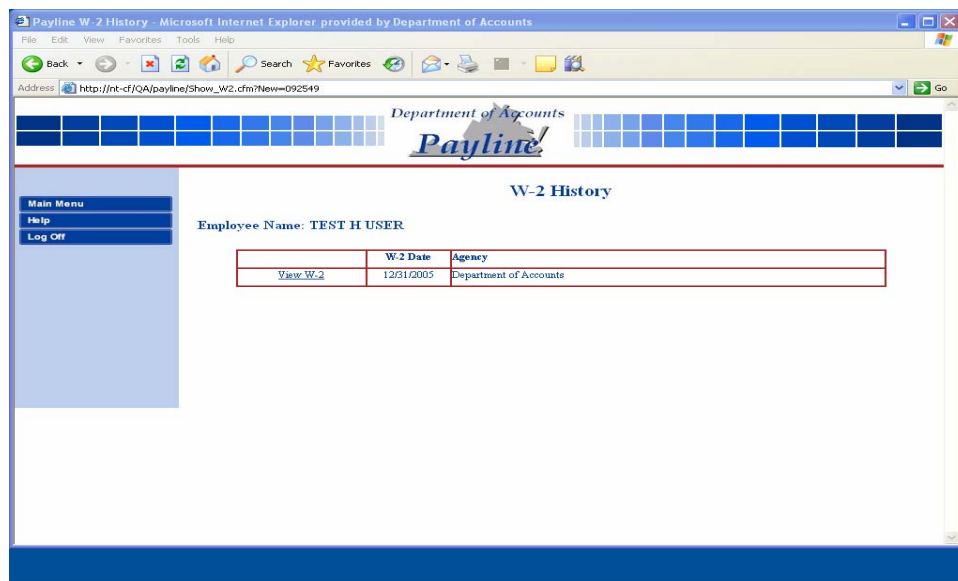 Payline W-2 History - Microsoft Internet Explorer provided by Department of Accounts
File Edit View Favorites Tools Help
Back Search Favorites
Address http://nt-cf/QA/payline/Show_W2.cfm?New=092549 Go
Department of Accounts
Payline
W-2 History
Main Menu
Help
Log Off
Employee Name: TEST H USER
W-2 Date Agency
View W-2 12/31/2005 Department of Accounts